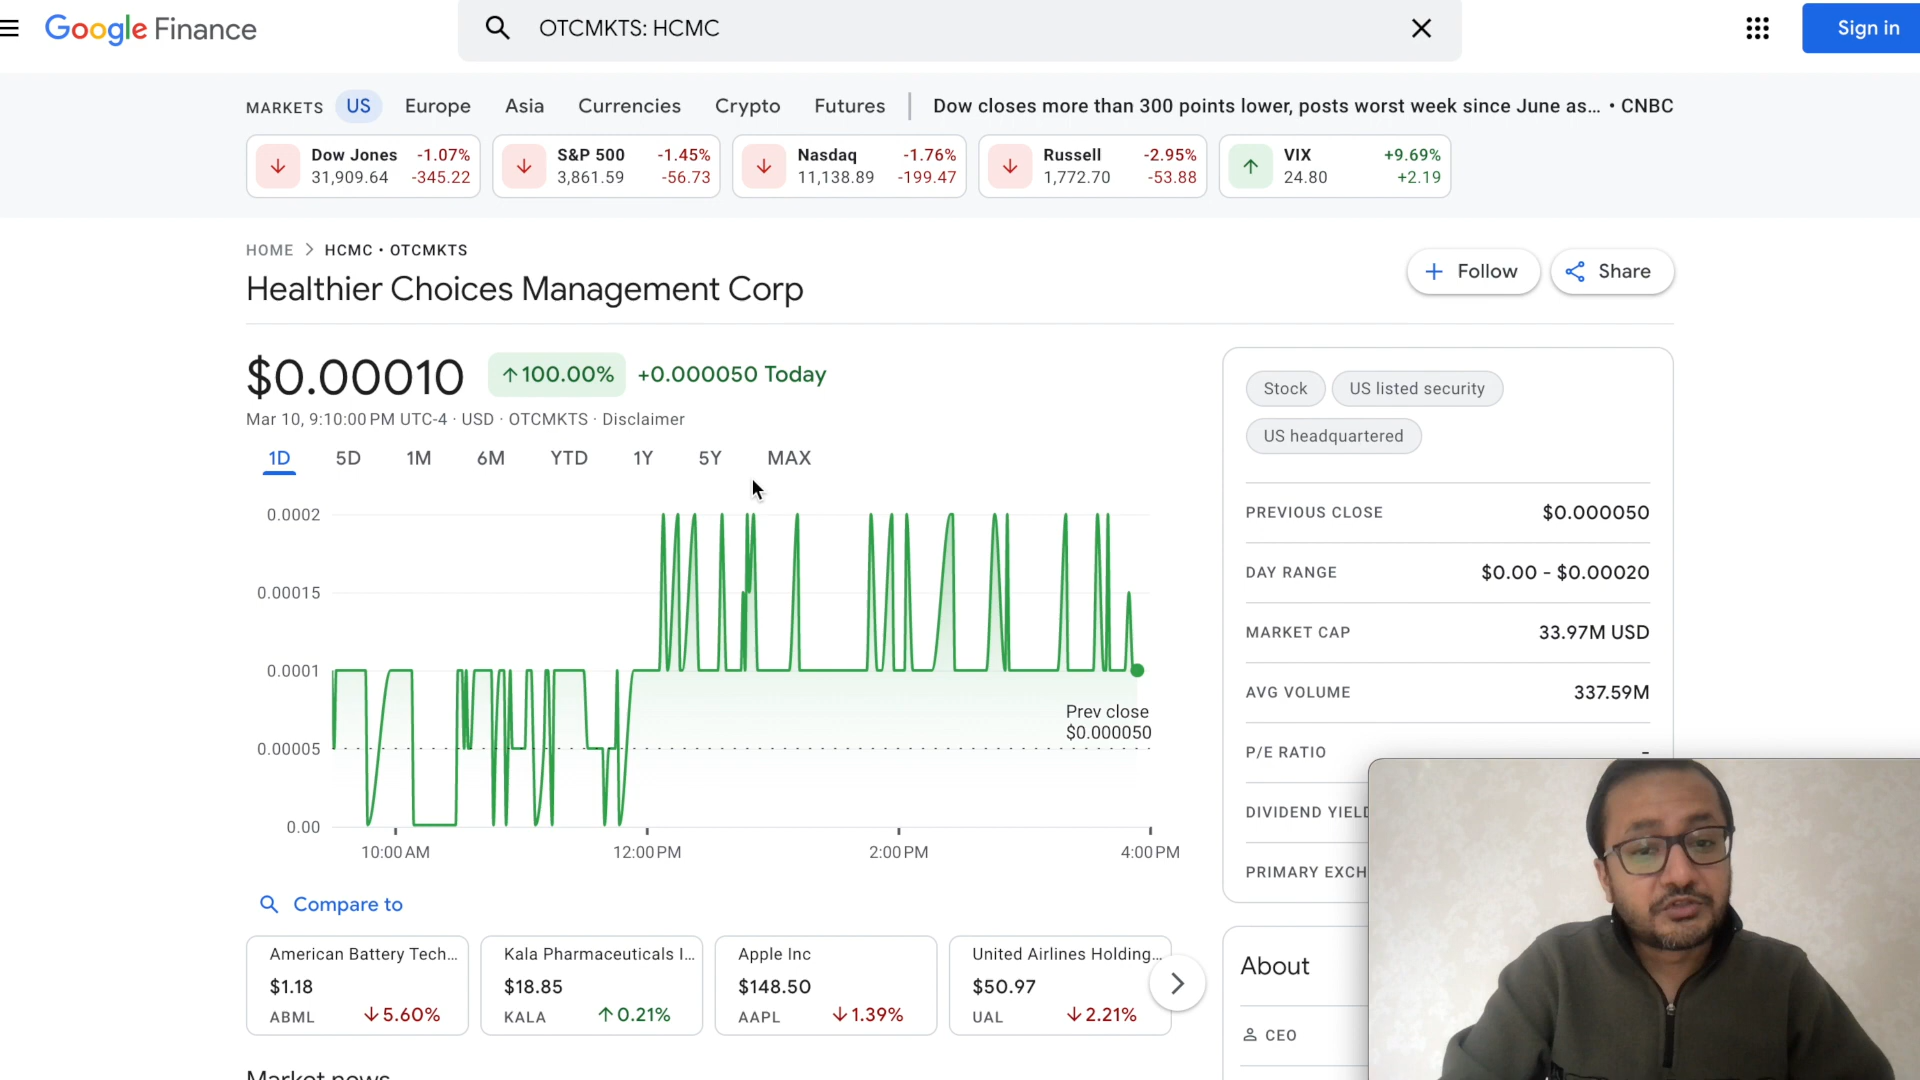 Google Finance
OTCMKTS: HCMC
Sign in
MARKETS US Europe Asia Currencies Crypto Futures
Dow closes more than 300 points lower, posts worst week since June as... • CNBC
Dow Jones -1.07%
31,909.64 -345.22
S&P 500 -1.45%
3,861.59 -56.73
Nasdaq -1.76%
11,138.89 -199.47
Russell -2.95%
1,772.70 -53.88
VIX +9.69%
24.80 +2.19
HOME > HCMC • OTCMKTS
Healthier Choices Management Corp
+ Follow
Share
$0.00010 ↑100.00% +0.000050 Today
Mar 10, 9:10:00 PM UTC-4 · USD · OTCMKTS · Disclaimer
1D 5D 1M 6M YTD 1Y 5Y MAX
0.0002
0.00015
0.0001
0.00005
0.00
Prev close
$0.000050
10:00 AM 12:00 PM 2:00 PM 4:00 PM
Stock US listed security
US headquartered
PREVIOUS CLOSE $0.000050
DAY RANGE $0.00 - $0.00020
MARKET CAP 33.97M USD
AVG VOLUME 337.59M
P/E RATIO -
DIVIDEND YIELD
PRIMARY EXCH
Compare to
American Battery Tech...
$1.18
ABML ↓5.60%
Kala Pharmaceuticals I...
$18.85
KALA ↑0.21%
Apple Inc
$148.50
AAPL ↓1.39%
United Airlines Holding...
$50.97
UAL ↓2.21%
About
CEO
Market news